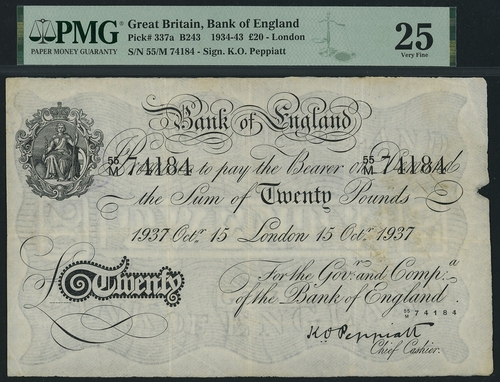 PMG
PAPER MONEY GUARANTY
Great Britain, Bank of England
Pick# 337a B243 1934-43 £20 - London
S/N 55/M 74184 - Sign. K.O. Peppiatt
25
Very Fine
Bank of England
55/M 74184 to pay the Bearer on 55/M 74184
the Sum of Twenty Pounds
1937 Octr. 15 London 15 Octr. 1937
For the Govr. and Compa.
of the Bank of England.
55/M 74184
Twenty
K.O Peppiatt
Chief Cashier.